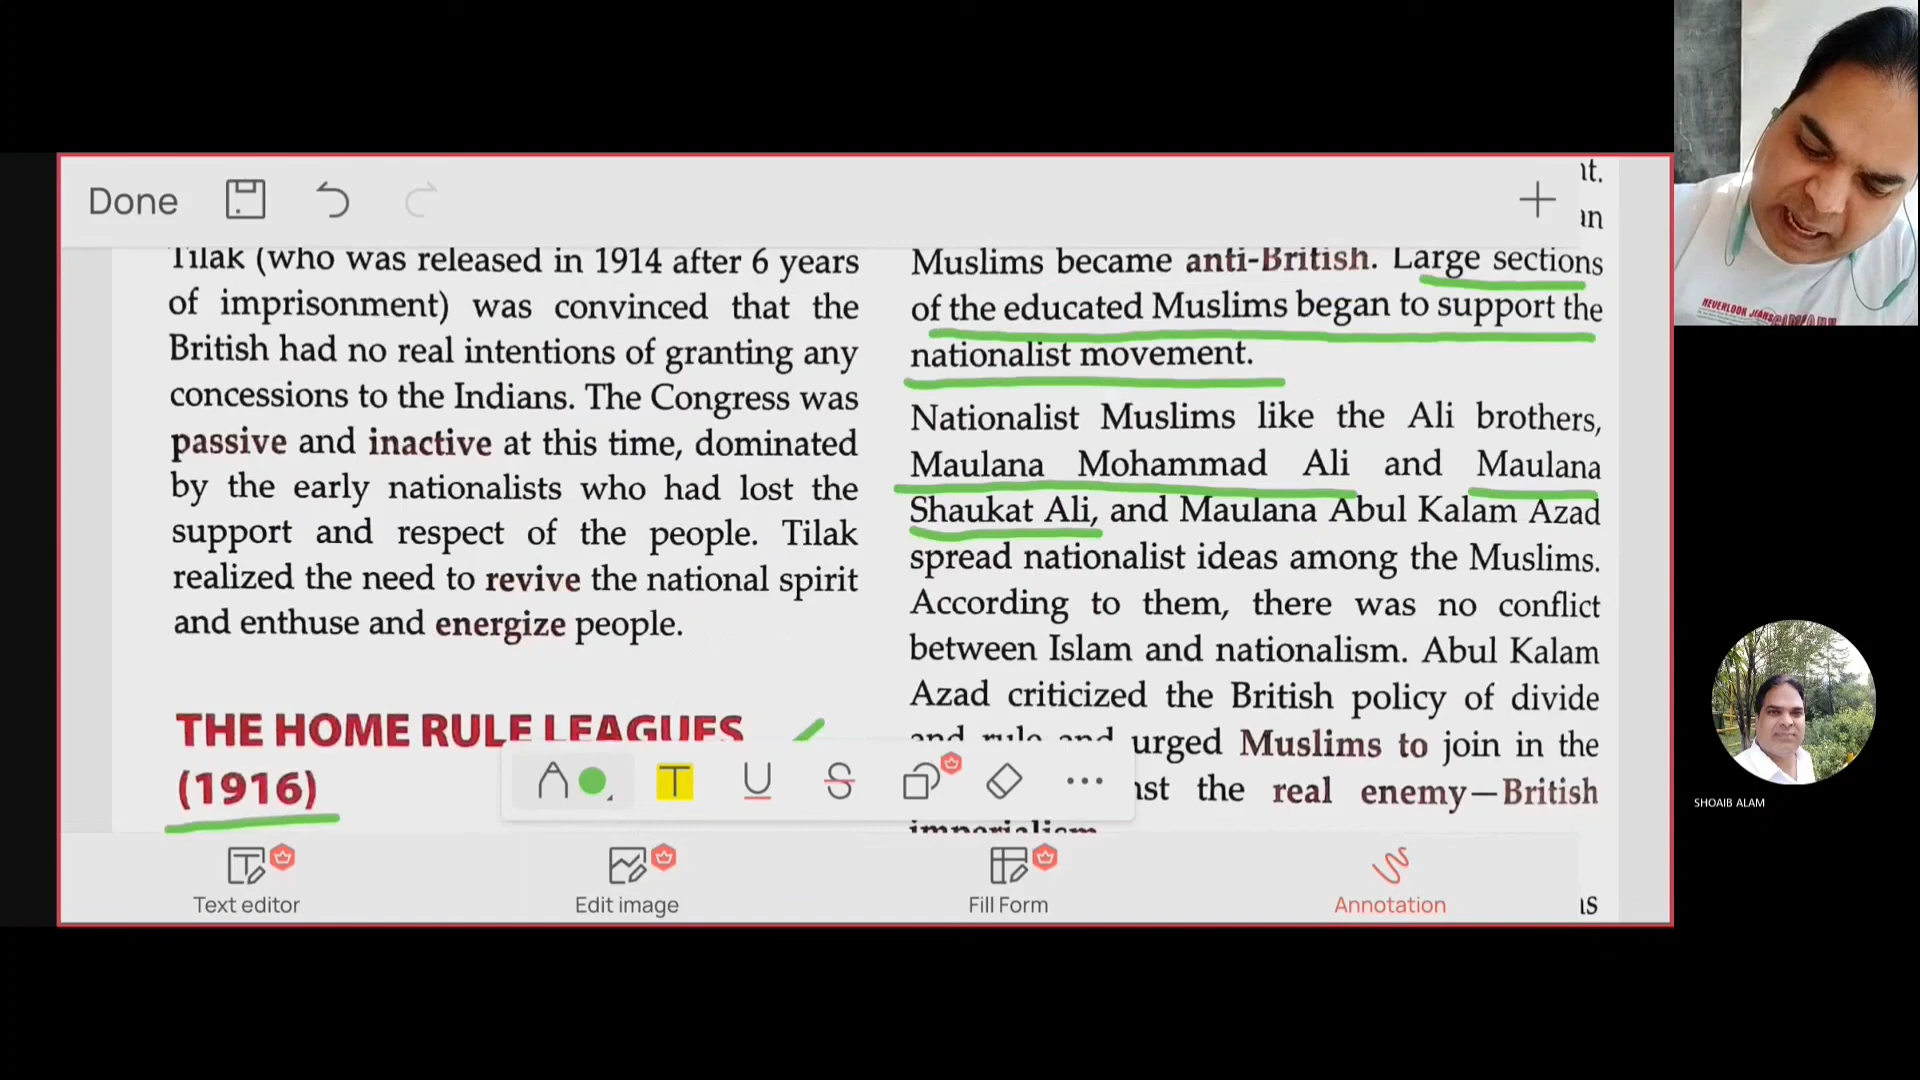 Done
Tilak (who was released in 1914 after 6 years
of imprisonment) was convinced that the
British had no real intentions of granting any
concessions to the Indians. The Congress was
passive and inactive at this time, dominated
by the early nationalists who had lost the
support and respect of the people. Tilak
realized the need to revive the national spirit
and enthuse and energize people.
THE HOME RULE LEAGUES
(1916)
Muslims became anti-British. Large sections
of the educated Muslims began to support the
nationalist movement.
Nationalist Muslims like the Ali brothers,
Maulana Mohammad Ali and Maulana
Shaukat Ali, and Maulana Abul Kalam Azad
spread nationalist ideas among the Muslims.
According to them, there was no conflict
between Islam and nationalism. Abul Kalam
Azad criticized the British policy of divide
and rule and urged Muslims to join in the
the real enemy—British
imperialism
Text editor
Edit image
Fill Form
Annotation
NEVERLOOK JEANS
SHOAIB ALAM